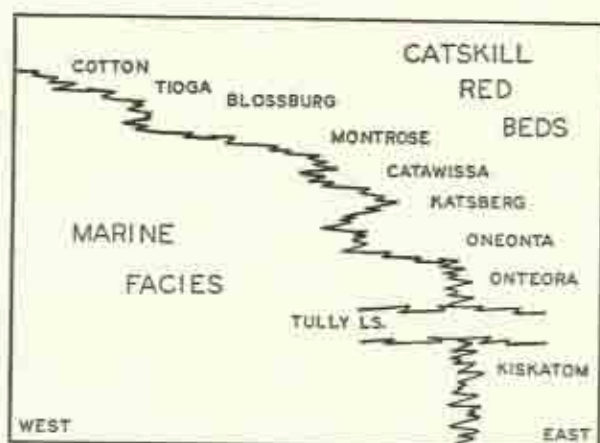 CATSKILL
RED
BEDS
COTTON
TIOGA
BLOSSBURG
MONTROSE
CATAWISSA
KATSBERG
ONEONTA
ONTEORA
MARINE
FACIES
TULLY LS.
KISKATOM
WEST
EAST